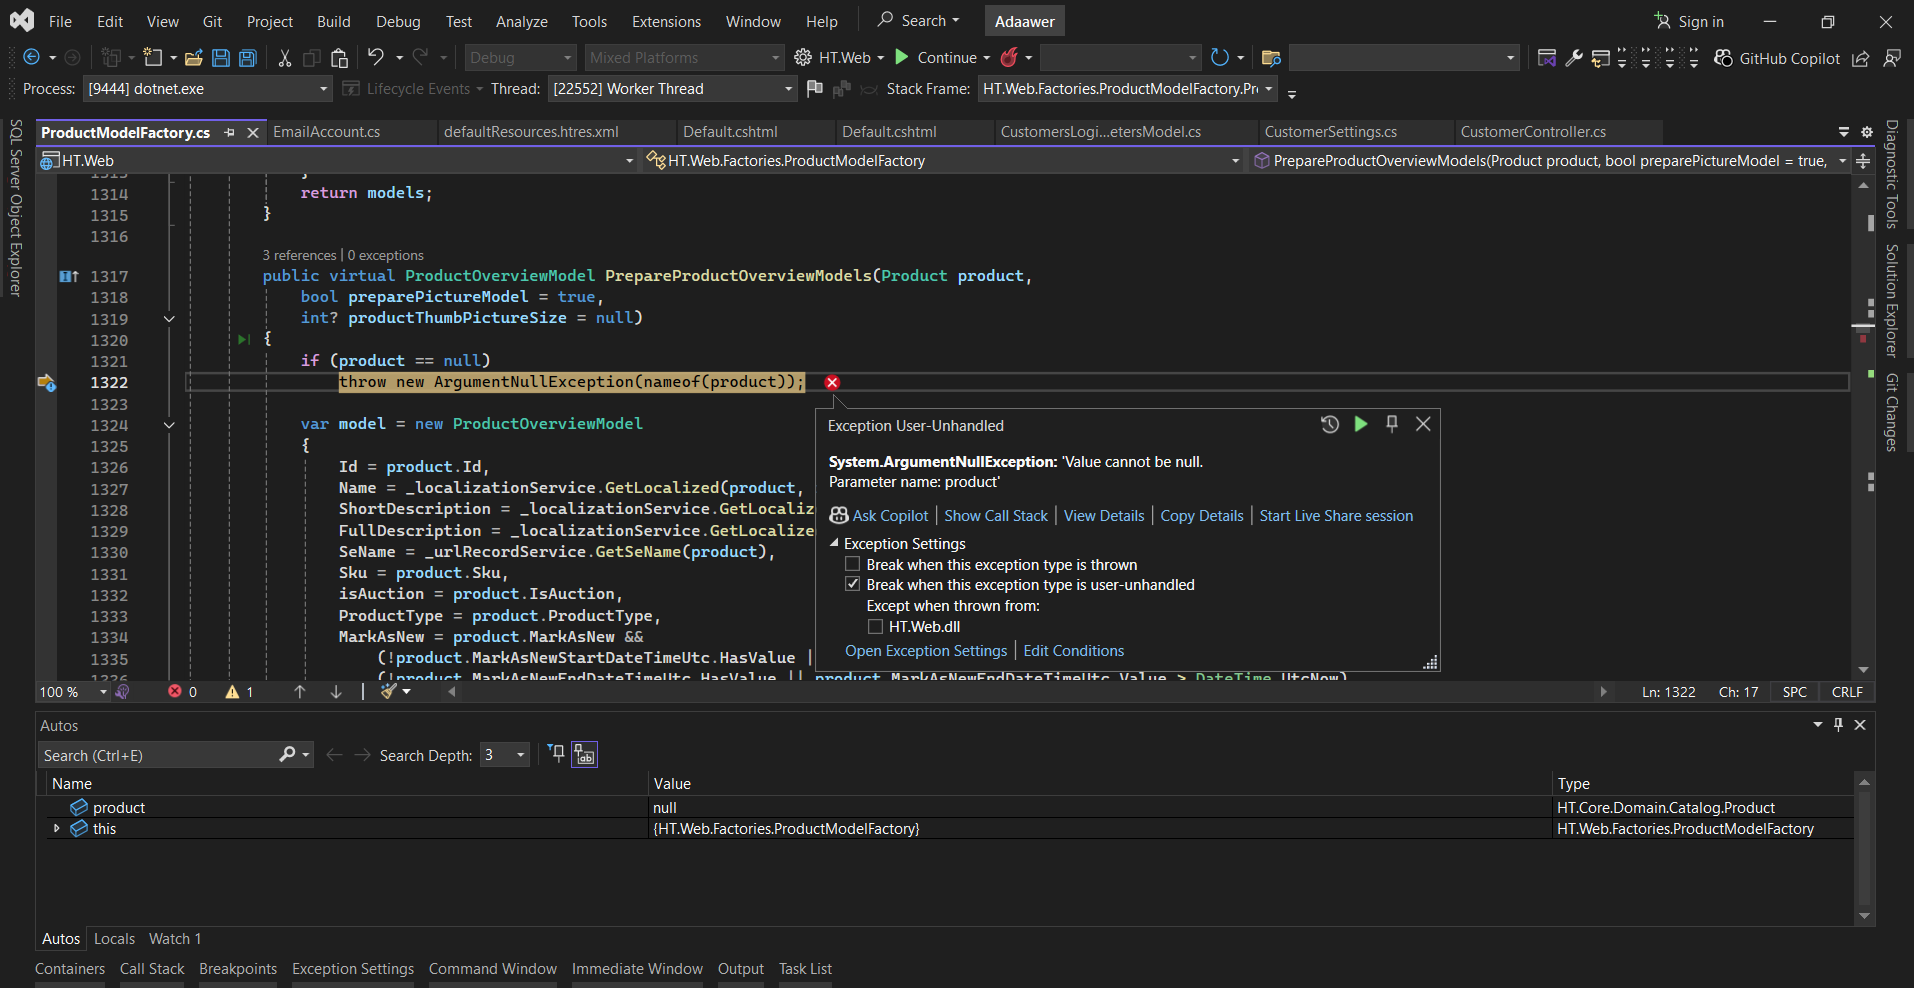 File Edit View Git Project Build Debug Test Analyze Tools Extensions Window Help Search Adaawer Sign in
Debug Mixed Platforms HT.Web Continue GitHub Copilot
Process: [9444] dotnet.exe Lifecycle Events Thread: [22552] Worker Thread Stack Frame: HT.Web.Factories.ProductModelFactory.Pr
SQL Server Object Explorer
ProductModelFactory.cs EmailAccount.cs defaultResources.htres.xml Default.cshtml Default.cshtml CustomersLogi...etersModel.cs CustomerSettings.cs CustomerController.cs
HT.Web HT.Web.Factories.ProductModelFactory PrepareProductOverviewModels(Product product, bool preparePictureModel = true,
1313 }
1314 return models;
1315 }
1316
3 references | 0 exceptions
1317 public virtual ProductOverviewModel PrepareProductOverviewModels(Product product,
1318 bool preparePictureModel = true,
1319 int? productThumbPictureSize = null)
1320 {
1321 if (product == null)
1322 throw new ArgumentNullException(nameof(product));
1323
1324 var model = new ProductOverviewModel
1325 {
1326 Id = product.Id,
1327 Name = _localizationService.GetLocalized(product,
1328 ShortDescription = _localizationService.GetLocaliz
1329 FullDescription = _localizationService.GetLocalize
1330 SeName = _urlRecordService.GetSeName(product),
1331 Sku = product.Sku,
1332 isAuction = product.IsAuction,
1333 ProductType = product.ProductType,
1334 MarkAsNew = product.MarkAsNew &&
1335 (!product.MarkAsNewStartDateTimeUtc.HasValue |
1336 (!product.MarkAsNewEndDateTimeUtc.HasValue || product.MarkAsNewEndDateTimeUtc.Value > DateTime.UtcNow)
Exception User-Unhandled
System.ArgumentNullException: 'Value cannot be null.
Parameter name: product'
Ask Copilot | Show Call Stack | View Details | Copy Details | Start Live Share session
Exception Settings
Break when this exception type is thrown
Break when this exception type is user-unhandled
Except when thrown from:
HT.Web.dll
Open Exception Settings | Edit Conditions
Diagnostic Tools
Solution Explorer
Git Changes
100 % 0 1 Ln: 1322 Ch: 17 SPC CRLF
Autos
Search (Ctrl+E) Search Depth: 3
Name Value Type
product null HT.Core.Domain.Catalog.Product
this {HT.Web.Factories.ProductModelFactory} HT.Web.Factories.ProductModelFactory
Autos Locals Watch 1
Containers Call Stack Breakpoints Exception Settings Command Window Immediate Window Output Task List